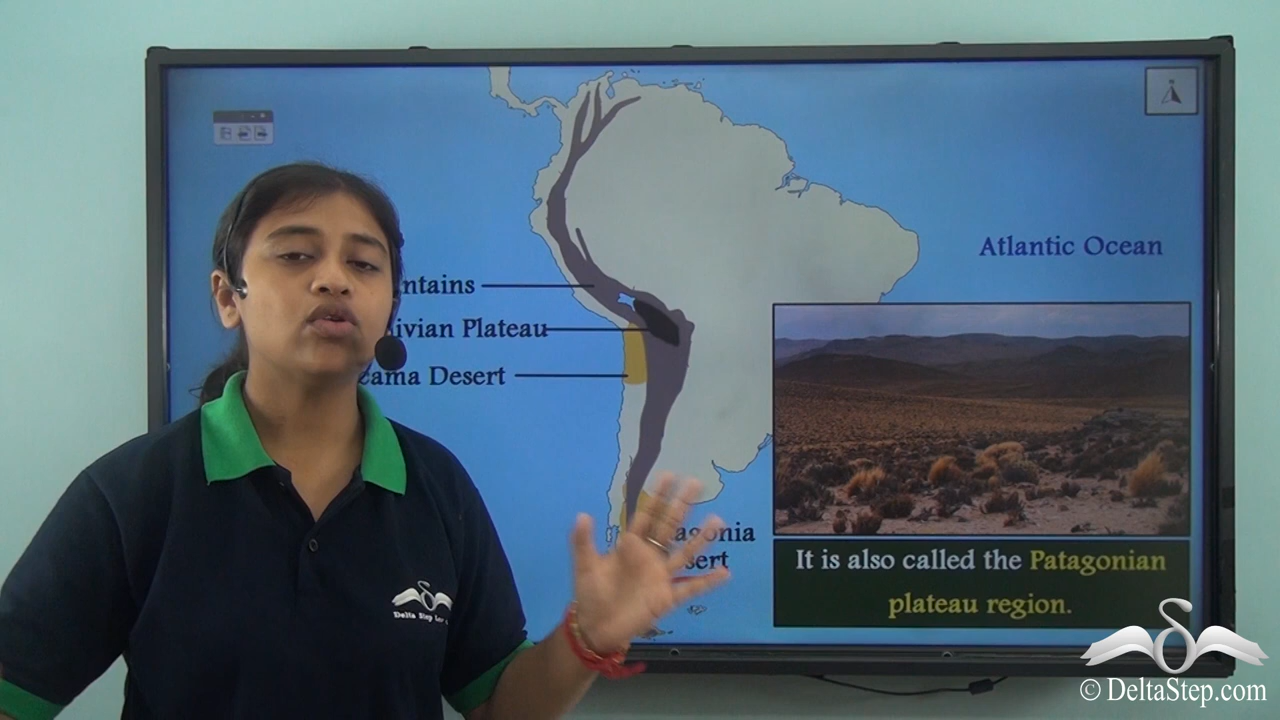 Atlantic Ocean
ntains
ivian Plateau
cama Desert
agonia
sert
It is also called the Patagonian
plateau region.
Delta Step
© DeltaStep.com